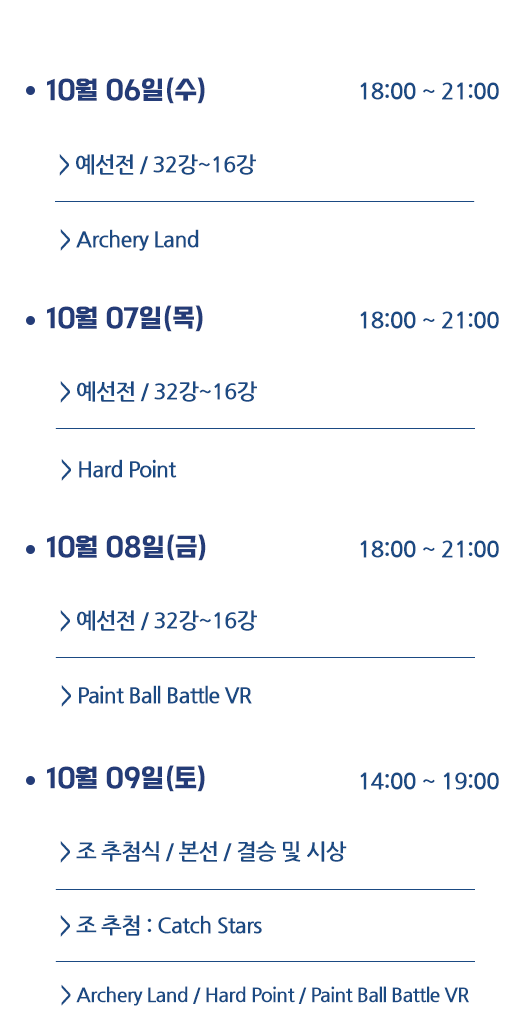 • 10월 06일(수) 18:00 ~ 21:00
> 예선전 / 32강~16강
> Archery Land
• 10월 07일(목) 18:00 ~ 21:00
> 예선전 / 32강~16강
> Hard Point
• 10월 08일(금) 18:00 ~ 21:00
> 예선전 / 32강~16강
> Paint Ball Battle VR
• 10월 09일(토) 14:00 ~ 19:00
> 조 추첨식 / 본선 / 결승 및 시상
> 조 추첨 : Catch Stars
> Archery Land / Hard Point / Paint Ball Battle VR